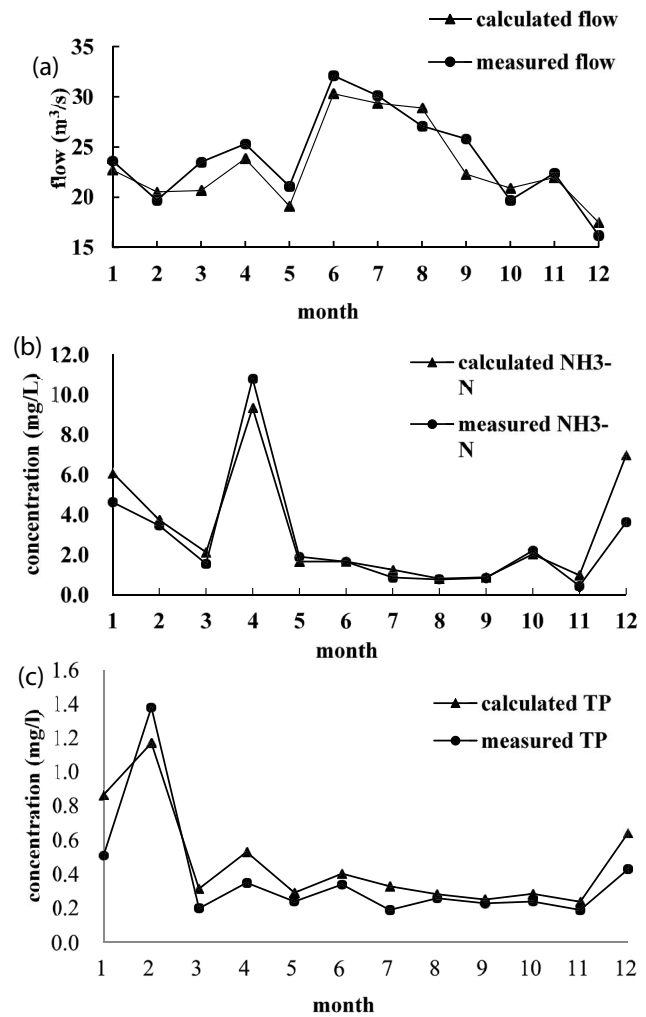 (a)
calculated flow
measured flow
35
30
25
20
15
flow (m³/s)
1 2 3 4 5 6 7 8 9 10 11 12
month
(b)
calculated NH3-
N
measured NH3-
N
12.0
10.0
8.0
6.0
4.0
2.0
0.0
concentration (mg/L)
1 2 3 4 5 6 7 8 9 10 11 12
month
(c)
calculated TP
measured TP
1.6
1.4
1.2
1.0
0.8
0.6
0.4
0.2
0.0
concentration (mg/l)
1 2 3 4 5 6 7 8 9 10 11 12
month